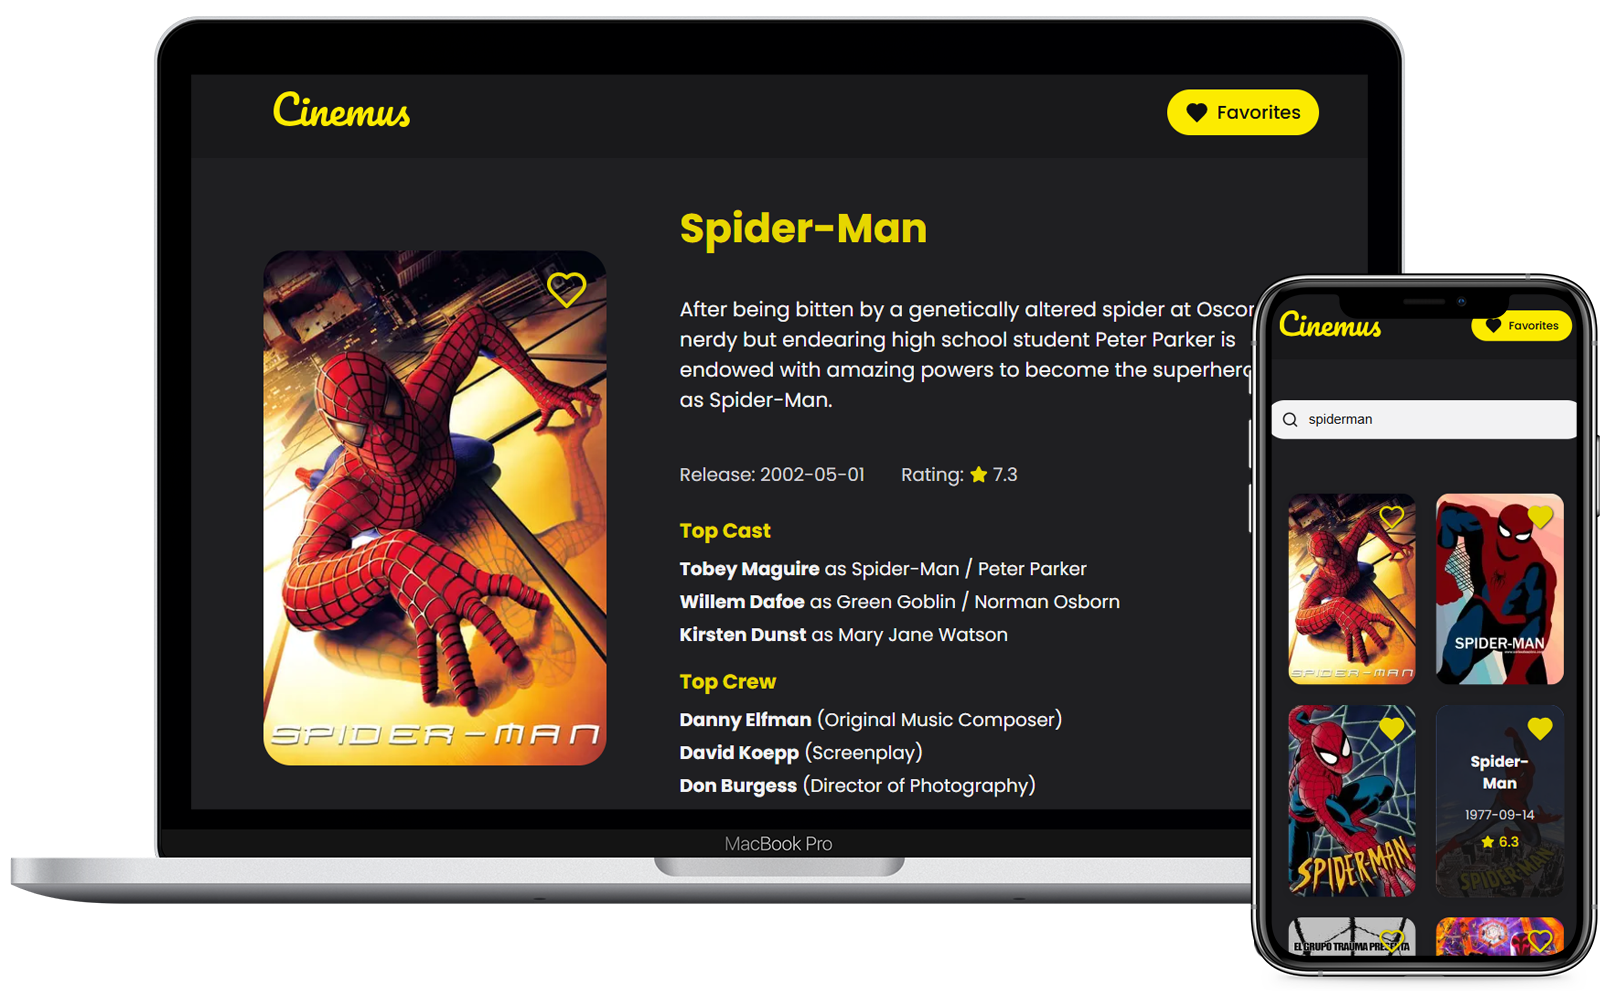 Cinemus
Favorites
Spider-Man
After being bitten by a genetically altered spider at Oscor
nerdy but endearing high school student Peter Parker is
endowed with amazing powers to become the superhero
as Spider-Man.
Release: 2002-05-01 Rating: 7.3
Top Cast
Tobey Maguire as Spider-Man / Peter Parker
Willem Dafoe as Green Goblin / Norman Osborn
Kirsten Dunst as Mary Jane Watson
Top Crew
Danny Elfman (Original Music Composer)
David Koepp (Screenplay)
Don Burgess (Director of Photography)
SPIDER-MAN
MacBook Pro
Cinemus
Favorites
spiderman
SPIDER-MAN
SPIDER-MAN
SPIDER-MAN
Spider-
Man
1977-09-14
6.3
SPIDER-MAN
EL GRUPO TRAUMA PRESENTA